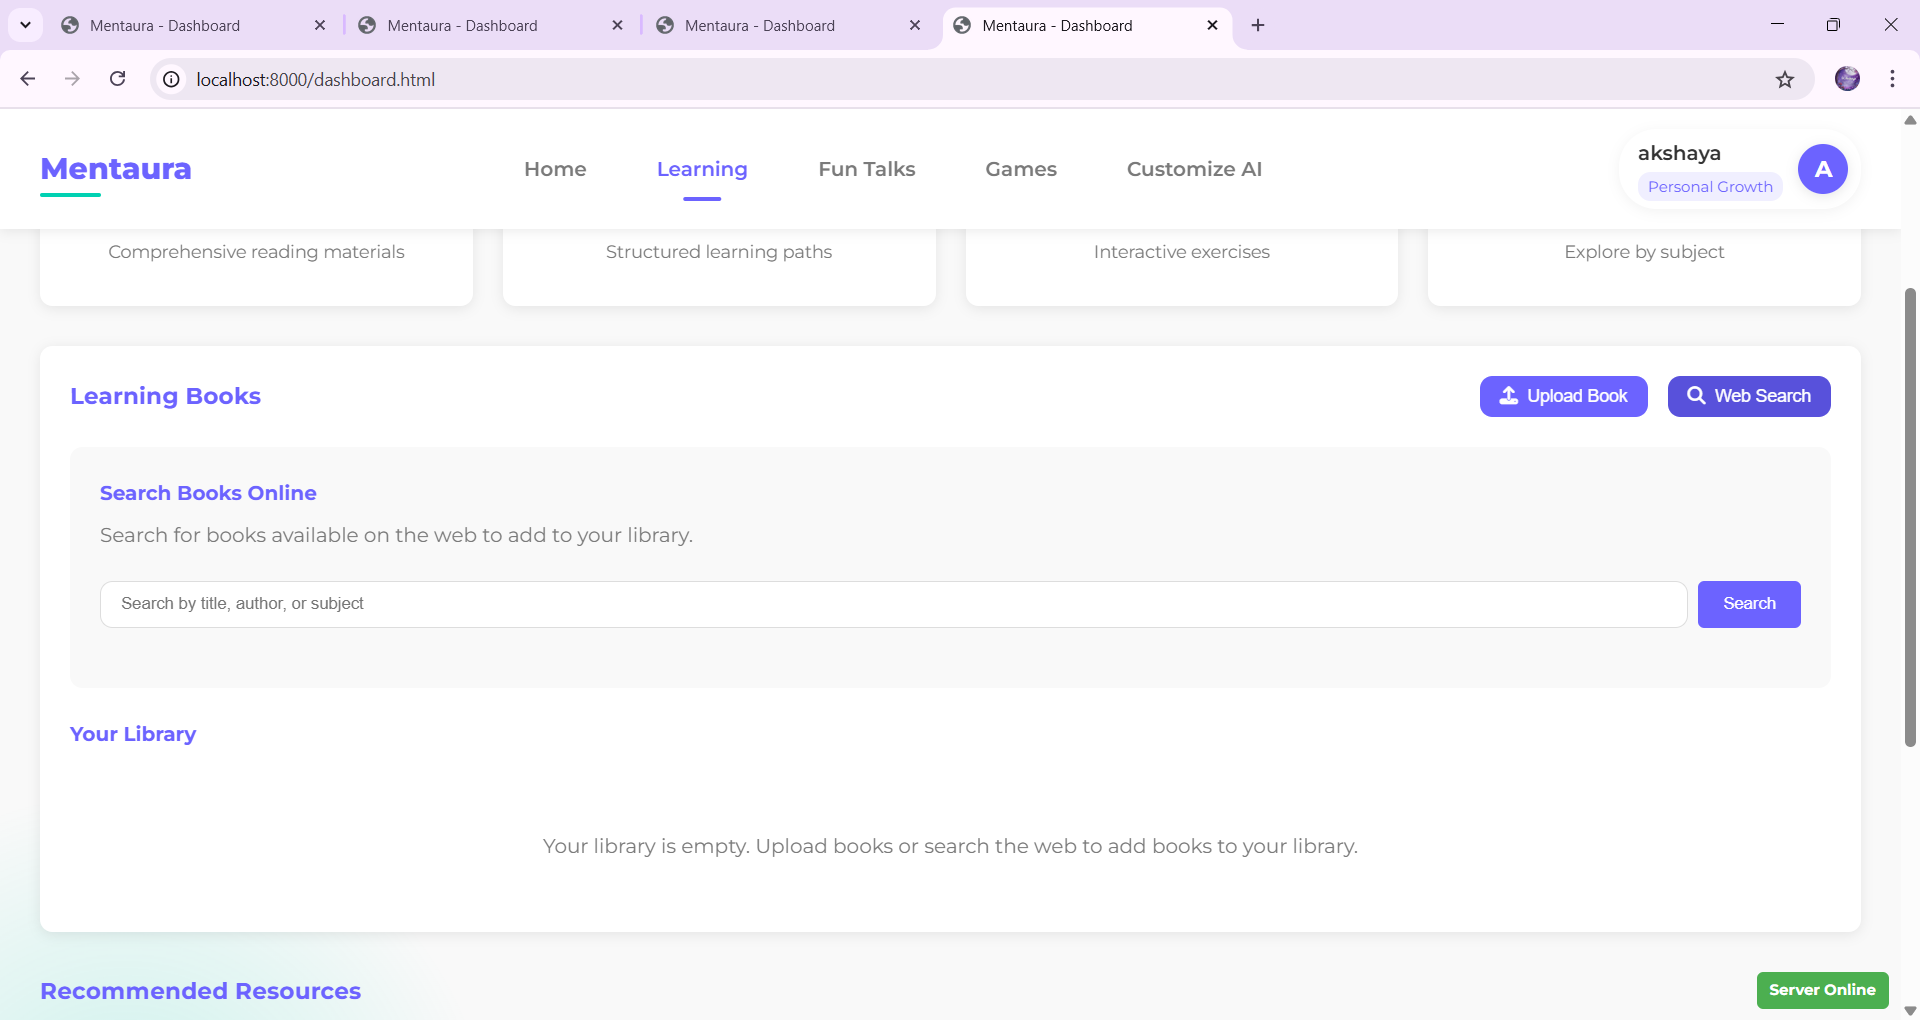 Mentaura - Dashboard
Mentaura - Dashboard
Mentaura - Dashboard
Mentaura - Dashboard
localhost:8000/dashboard.html
Mentaura
Home
Learning
Fun Talks
Games
Customize AI
akshaya
Personal Growth
A
Comprehensive reading materials
Structured learning paths
Interactive exercises
Explore by subject
Learning Books
Upload Book
Web Search
Search Books Online
Search for books available on the web to add to your library.
Search by title, author, or subject
Search
Your Library
Your library is empty. Upload books or search the web to add books to your library.
Recommended Resources
Server Online